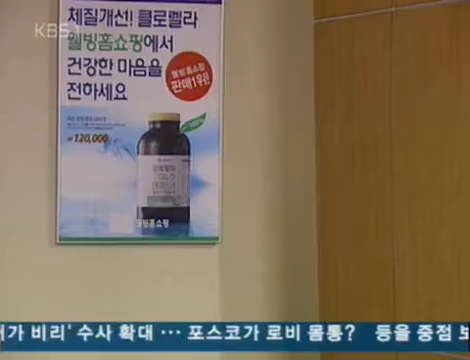 KBS 1
체질개선! 클로렐라
웰빙홈쇼핑에서
건강한 마음을
전하세요
웰빙홈쇼핑
판매1위!
120,000
웰빙홈쇼핑
비리' 수사 확대 … 포스코가 로비 몸통? 등을 중점